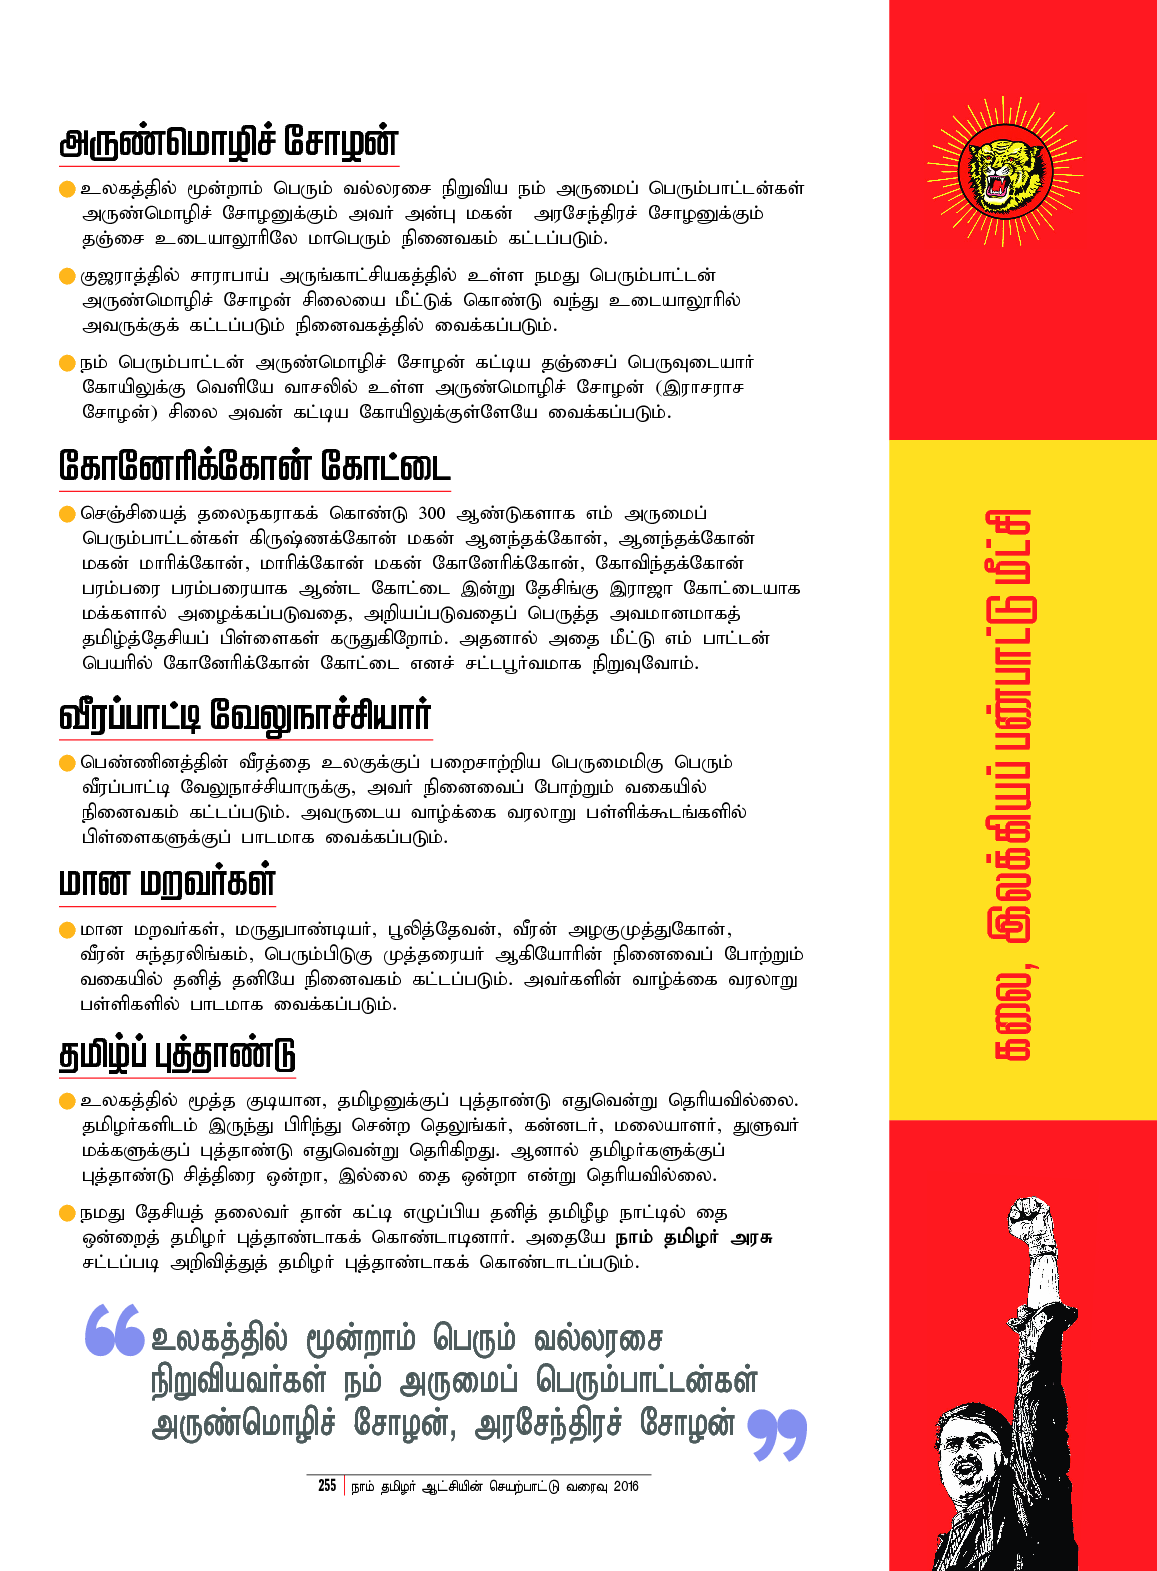 அருண்மொழிச் சோழன்
உலகத்தில் மூன்றாம் பெரும் வல்லரசை நிறுவிய நம் அருமைப் பெரும்பாட்டன்கள்
அருண்மொழிச் சோழனுக்கும் அவர் அன்பு மகன் அரசேந்திரச் சோழனுக்கும்
தஞ்சை உடையாலூரிலே மாபெரும் நினைவகம் கட்டப்படும்.
குஜராத்தில் சாராபாய் அருங்காட்சியகத்தில் உள்ள நமது பெரும்பாட்டன்
அருண்மொழிச் சோழன் சிலையை மீட்டுக் கொண்டு வந்து உடையாலூரில்
அவருக்குக் கட்டப்படும் நினைவகத்தில் வைக்கப்படும்.
நம் பெரும்பாட்டன் அருண்மொழிச் சோழன் கட்டிய தஞ்சைப் பெருவுடையார்
கோயிலுக்கு வெளியே வாசலில் உள்ள அருண்மொழிச் சோழன் (இராசராச
சோழன்) சிலை அவன் கட்டிய கோயிலுக்குள்ளேயே வைக்கப்படும்.
கோனேரிக்கோன் கோட்டை
செஞ்சியைத் தலைநகராகக் கொண்டு 300 ஆண்டுகளாக எம் அருமைப்
பெரும்பாட்டன்கள் கிருஷ்ணக்கோன் மகன் ஆனந்தக்கோன், ஆனந்தக்கோன்
மகன் மாரிக்கோன், மாரிக்கோன் மகன் கோனேரிக்கோன், கோவிந்தக்கோன்
பரம்பரை பரம்பரையாக ஆண்ட கோட்டை இன்று தேசிங்கு இராஜா கோட்டையாக
மக்களால் அழைக்கப்படுவதை, அறியப்படுவதைப் பெருத்த அவமானமாகத்
தமிழ்த்தேசியப் பிள்ளைகள் கருதுகிறோம். அதனால் அதை மீட்டு எம் பாட்டன்
பெயரில் கோனேரிக்கோன் கோட்டை எனச் சட்டபூர்வமாக நிறுவுவோம்.
வீரப்பாட்டி வேலுநாச்சியார்
பெண்ணினத்தின் வீரத்தை உலகுக்குப் பறைசாற்றிய பெருமைமிகு பெரும்
வீரப்பாட்டி வேலுநாச்சியாருக்கு, அவர் நினைவைப் போற்றும் வகையில்
நினைவகம் கட்டப்படும். அவருடைய வாழ்க்கை வரலாறு பள்ளிக்கூடங்களில்
பிள்ளைகளுக்குப் பாடமாக வைக்கப்படும்.
மான மறவர்கள்
மான மறவர்கள், மருதுபாண்டியர், பூலித்தேவன், வீரன் அழகுமுத்துகோன்,
வீரன் சுந்தரலிங்கம், பெரும்பிடுகு முத்தரையர் ஆகியோரின் நினைவைப் போற்றும்
வகையில் தனித் தனியே நினைவகம் கட்டப்படும். அவர்களின் வாழ்க்கை வரலாறு
பள்ளிகளில் பாடமாக வைக்கப்படும்.
தமிழ்ப் புத்தாண்டு
உலகத்தில் மூத்த குடியான, தமிழனுக்குப் புத்தாண்டு எதுவென்று தெரியவில்லை.
தமிழர்களிடம் இருந்து பிரிந்து சென்ற தெலுங்கர், கன்னடர், மலையாளர், துளுவர்
மக்களுக்குப் புத்தாண்டு எதுவென்று தெரிகிறது. ஆனால் தமிழர்களுக்குப்
புத்தாண்டு சித்திரை ஒன்றா, இல்லை தை ஒன்றா என்று தெரியவில்லை.
நமது தேசியத் தலைவர் தான் கட்டி எழுப்பிய தனித் தமிழீழ நாட்டில் தை
ஒன்றைத் தமிழர் புத்தாண்டாகக் கொண்டாடினார். அதையே நாம் தமிழர் அரசு
சட்டப்படி அறிவித்துத் தமிழர் புத்தாண்டாகக் கொண்டாடப்படும்.
“உலகத்தில் மூன்றாம் பெரும் வல்லரசை
நிறுவியவர்கள் நம் அருமைப் பெரும்பாட்டன்கள்
அருண்மொழிச் சோழன், அரசேந்திரச் சோழன்”
255 நாம் தமிழர் ஆட்சியின் செயற்பாட்டு வரைவு 2016
கலை, இலக்கியப் பண்பாட்டு மீட்சி